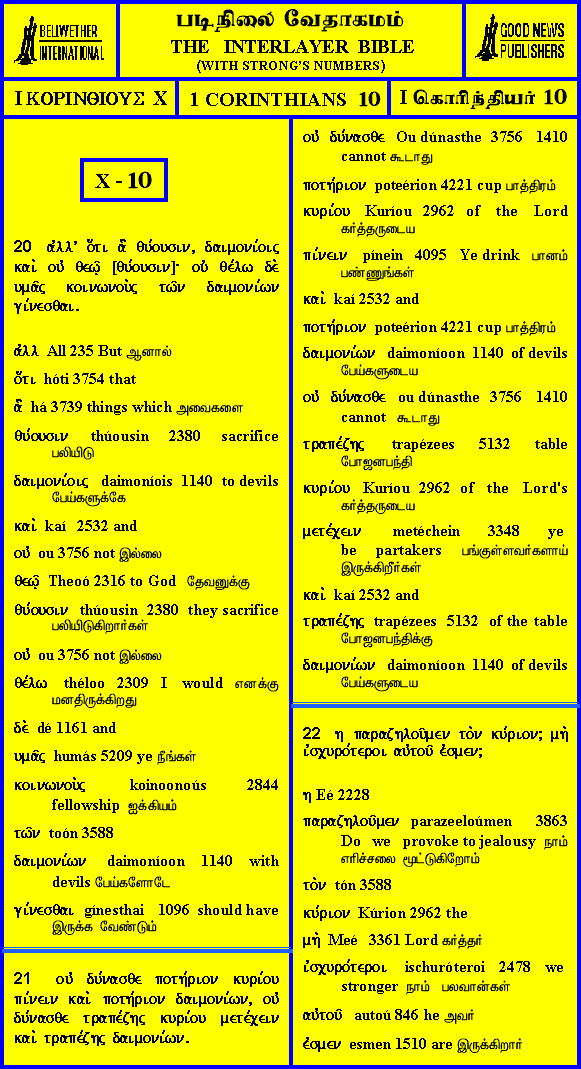 BELLWETHER
INTERNATIONAL
படிநிலை வேதாகமம்
THE INTERLAYER BIBLE
(WITH STRONG'S NUMBERS)
GOOD NEWS
PUBLISHERS
Ι ΚΟΡΙΝΘΙΟΥΣ Χ
1 CORINTHIANS 10
I கொரிந்தியர் 10
X - 10
20 ἀλλ' ὅτι ἃ θύουσιν, δαιμονίοις
καὶ οὐ θεῷ [θύουσιν]· οὐ θέλω δὲ
υμᾶς κοινωνοὺς τῶν δαιμονίων
γίνεσθαι.
ἀλλ All 235 But ஆனால்
ὅτι hóti 3754 that
ἃ há 3739 things which அவைகளை
θύουσιν thúousin 2380 sacrifice
பலியிடு
δαιμονίοις daimoníois 1140 to devils
பேய்களுக்கே
καὶ kaí 2532 and
οὐ ou 3756 not இல்லை
θεῷ Theoó 2316 to God தேவனுக்கு
θύουσιν thúousin 2380 they sacrifice
பலியிடுகிறார்கள்
οὐ ou 3756 not இல்லை
θέλω théloo 2309 I would எனக்கு
மனதிருக்கிறது
δὲ dé 1161 and
υμᾶς humás 5209 ye நீங்கள்
κοινωνοὺς koinoonoús 2844
fellowship ஐக்கியம்
τῶν toón 3588
δαιμονίων daimoníoon 1140 with
devils பேய்களோடே
γίνεσθαι gínesthai 1096 should have
இருக்க வேண்டும்
21 οὐ δύνασθε ποτήριον κυρίου
πίνειν καὶ ποτήριον δαιμονίων, οὐ
δύνασθε τραπέζης κυρίου μετέχειν
καὶ τραπέζης δαιμονίων.
οὐ δύνασθε Ou dúnasthe 3756 1410
cannot கூடாது
ποτήριον poteérion 4221 cup பாத்திரம்
κυρίου Kuríou 2962 of the Lord
கர்த்தருடைய
πίνειν pínein 4095 Ye drink பானம்
பண்ணுங்கள்
καὶ kaí 2532 and
ποτήριον poteérion 4221 cup பாத்திரம்
δαιμονίων daimoníoon 1140 of devils
பேய்களுடைய
οὐ δύνασθε ou dúnasthe 3756 1410
cannot கூடாது
τραπέζης trapézees 5132 table
போஜனபந்தி
κυρίου Kuríou 2962 of the Lord's
கர்த்தருடைய
μετέχειν metéchein 3348 ye
be partakers பங்குள்ளவர்களாய்
இருக்கிறீர்கள்
καὶ kaí 2532 and
τραπέζης trapézees 5132 of the table
போஜனபந்திக்கு
δαιμονίων daimoníoon 1140 of devils
பேய்களுடைய
22 η παραζηλοῦμεν τὸν κύριον; μὴ
ἰσχυρότεροι αὐτοῦ ἐσμεν;
η Eé 2228
παραζηλοῦμεν parazeeloúmen 3863
Do we provoke to jealousy நாம்
எரிச்சலை மூட்டுகிறோம்
τὸν tón 3588
κύριον Kúrion 2962 the
μὴ Meé 3361 Lord கர்த்தர்
ἰσχυρότεροι ischuróteroi 2478 we
stronger நாம் பலவான்கள்
αὐτοῦ autoú 846 he அவர்
ἐσμεν esmen 1510 are இருக்கிறார்